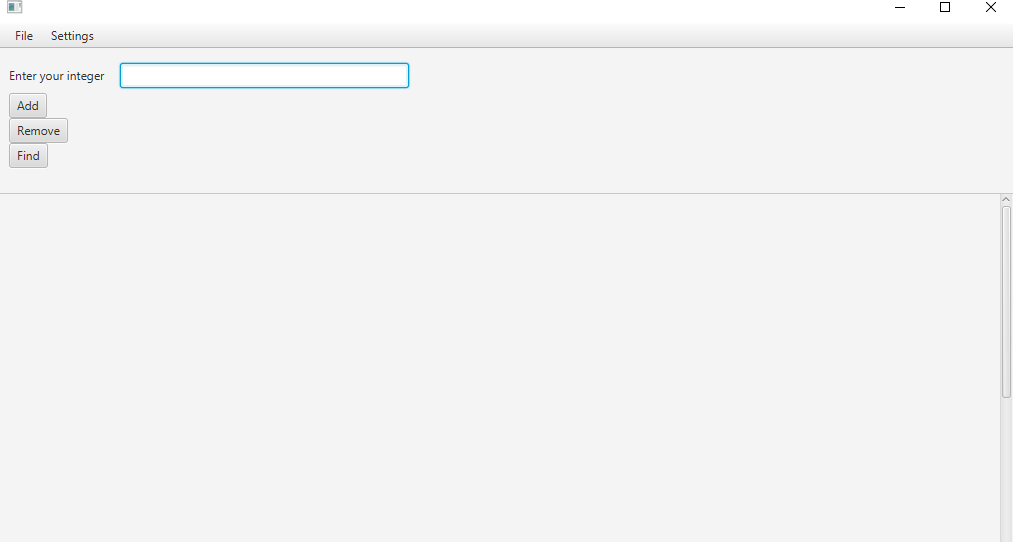 File Settings
Enter your integer
Add
Remove
Find